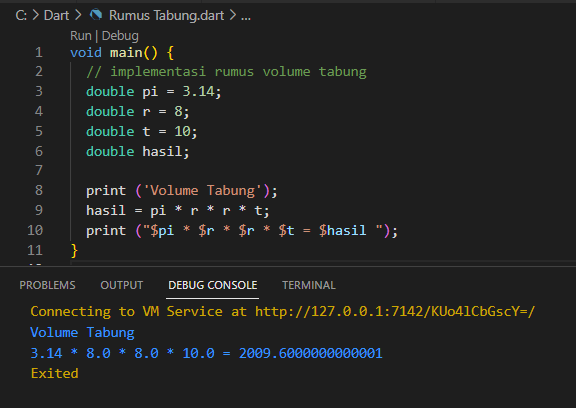 C: > Dart > Rumus Tabung.dart > ...
Run | Debug
1 void main() {
2 // implementasi rumus volume tabung
3 double pi = 3.14;
4 double r = 8;
5 double t = 10;
6 double hasil;
7
8 print ('Volume Tabung');
9 hasil = pi * r * r * t;
10 print ("$pi * $r * $r * $t = $hasil ");
11 }
PROBLEMS OUTPUT DEBUG CONSOLE TERMINAL
Connecting to VM Service at http://127.0.0.1:7142/KUo4lCbGscY=/
Volume Tabung
3.14 * 8.0 * 8.0 * 10.0 = 2009.6000000000001
Exited